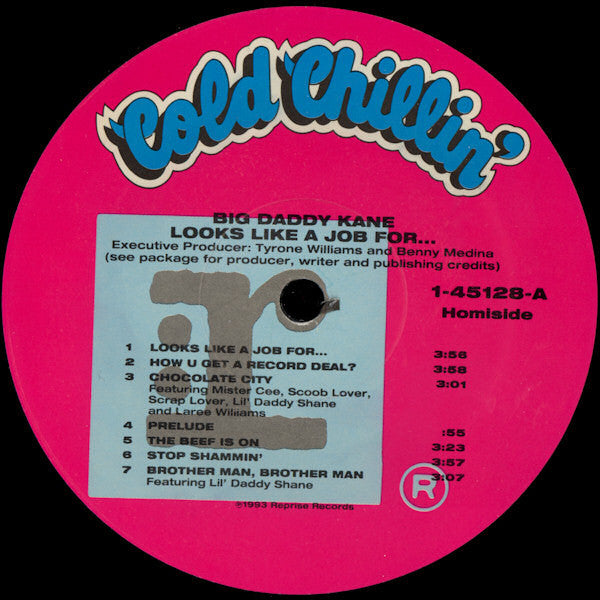 Cold Chillin'
BIG DADDY KANE
LOOKS LIKE A JOB FOR...
Executive Producer: Tyrone Williams and Benny Medina
(see package for producer, writer and publishing credits)
1-45128-A
Homiside
r
1 LOOKS LIKE A JOB FOR... 3:56
2 HOW U GET A RECORD DEAL? 3:58
3 CHOCOLATE CITY 3:01
Featuring Mister Cee, Scoob Lover,
Scrap Lover, Lil' Daddy Shane
and Laree Williams
4 PRELUDE :55
5 THE BEEF IS ON 3:23
6 STOP SHAMMIN' 3:57
7 BROTHER MAN, BROTHER MAN 3:07
Featuring Lil' Daddy Shane
R
℗1993 Reprise Records